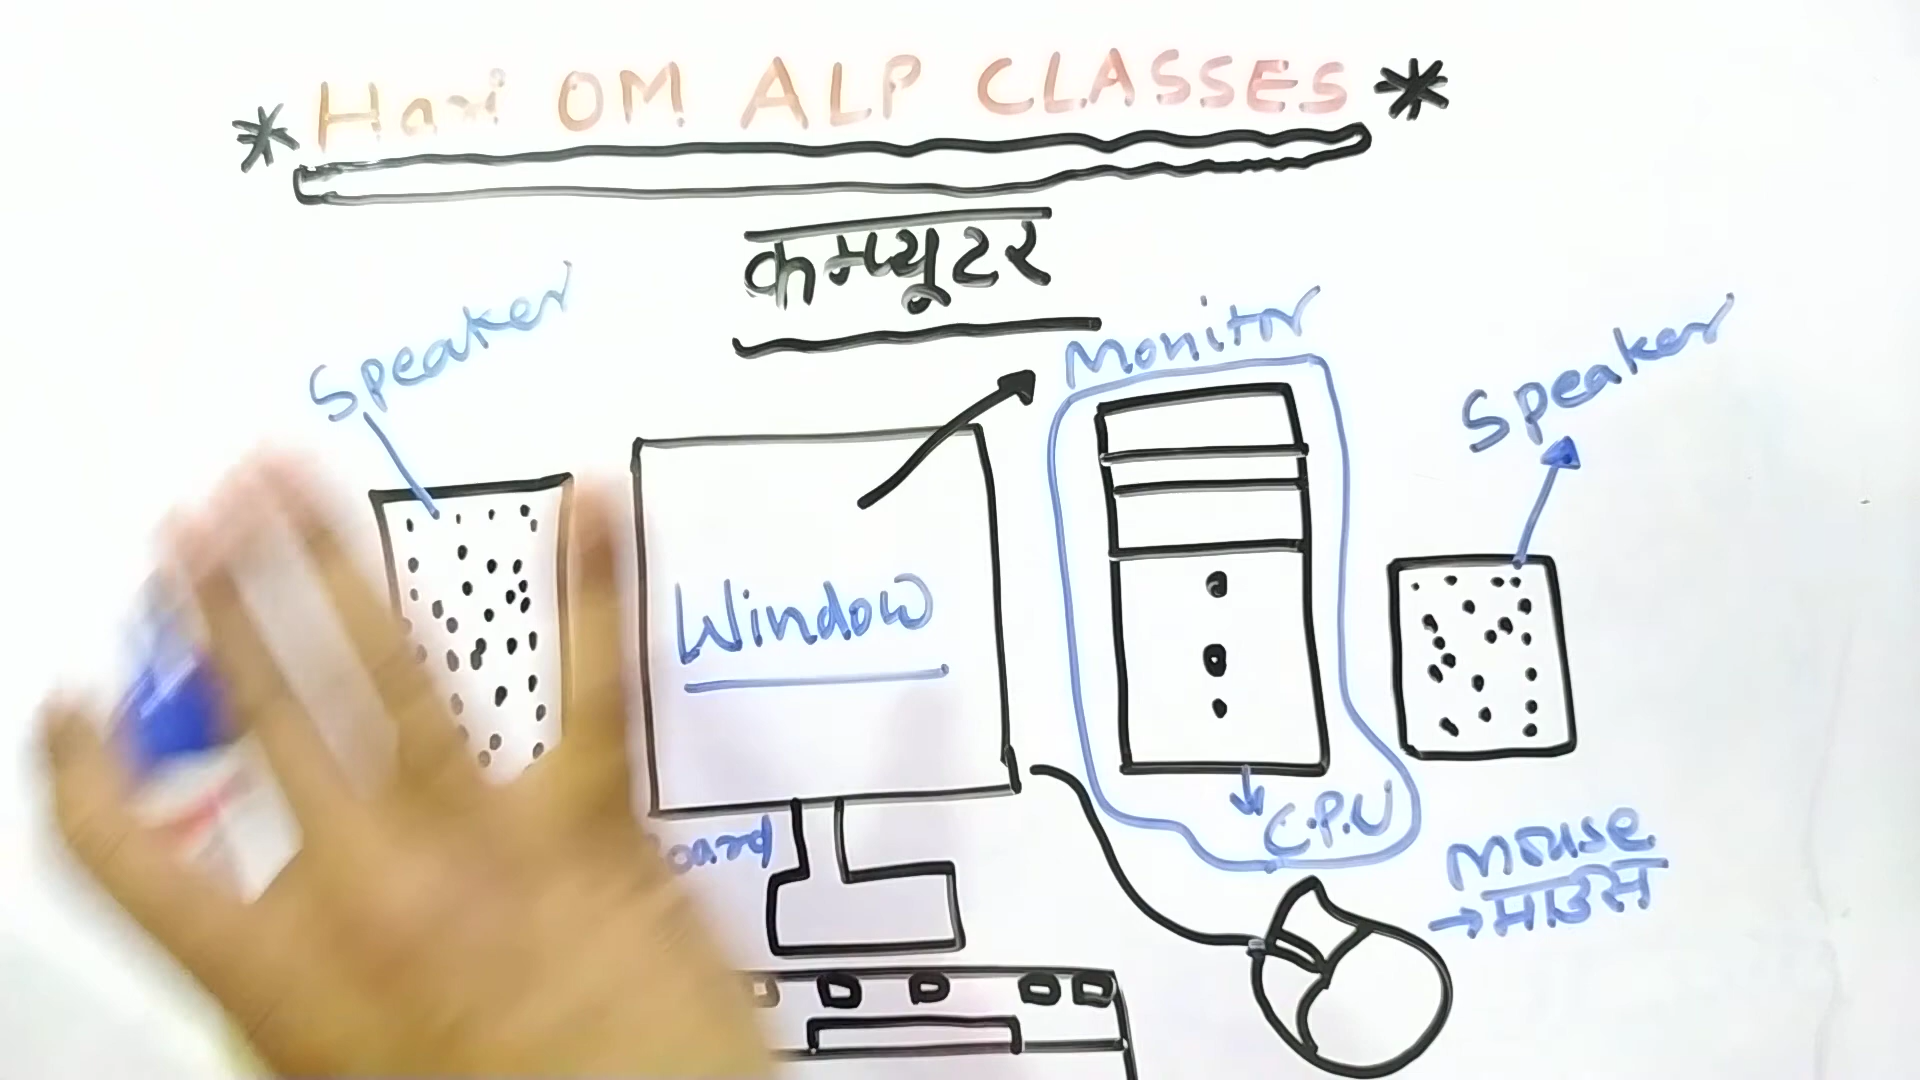 * Hari OM ALP CLASSES *
कम्प्यूटर
Speaker
Monitor
Speaker
Window
C.P.U
Mouse
→ माउस